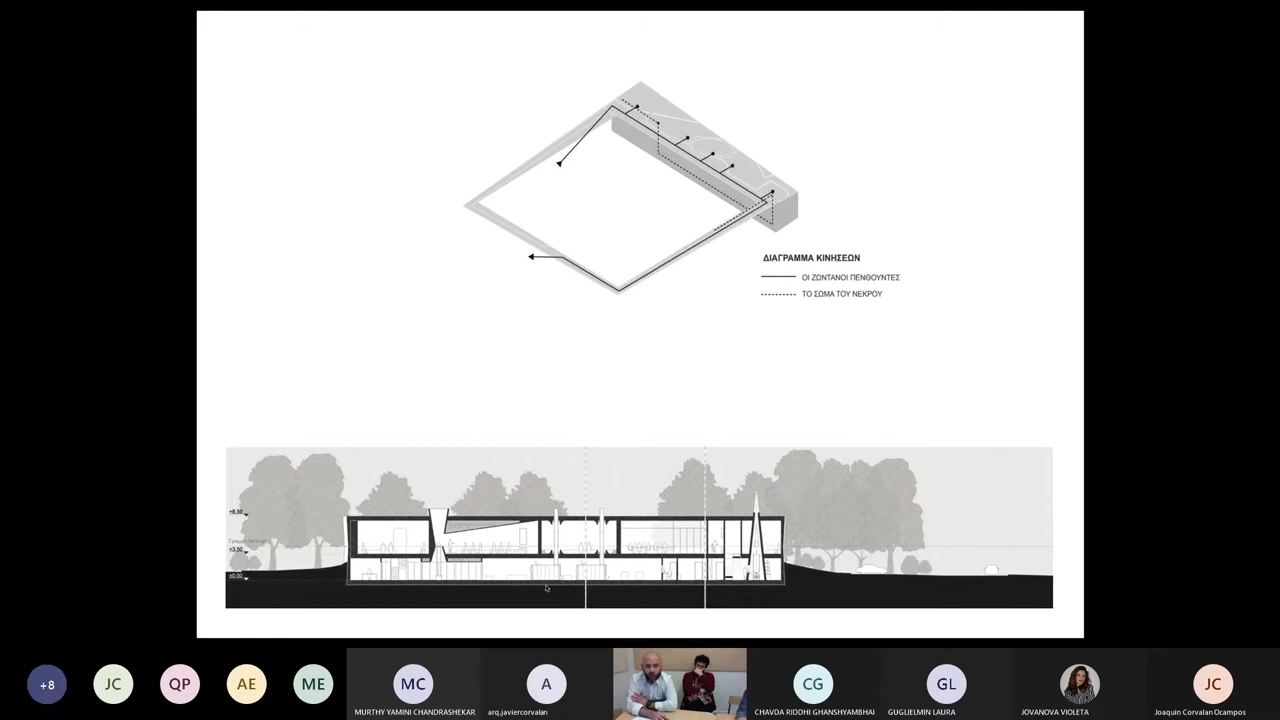 ΔΙΑΓΡΑΜΜΑ ΚΙΝΗΣΕΩΝ
ΟΙ ΖΩΝΤΑΝΟΙ ΠΕΝΘΟΥΝΤΕΣ
ΤΟ ΣΩΜΑ ΤΟΥ ΝΕΚΡΟΥ
+8.50
+3.50
±0.00
+8
JC
QP
AE
ME
MC
A
CG
GL
JC
MURTHY YAMINI CHANDRASHEKAR
arq.javiercorvalan
CHAVDA RIDDHI GHANSHYAMBHAI
GUGLIELMIN LAURA
JOVANOVA VIOLETA
Joaquin Corvalan Ocampos